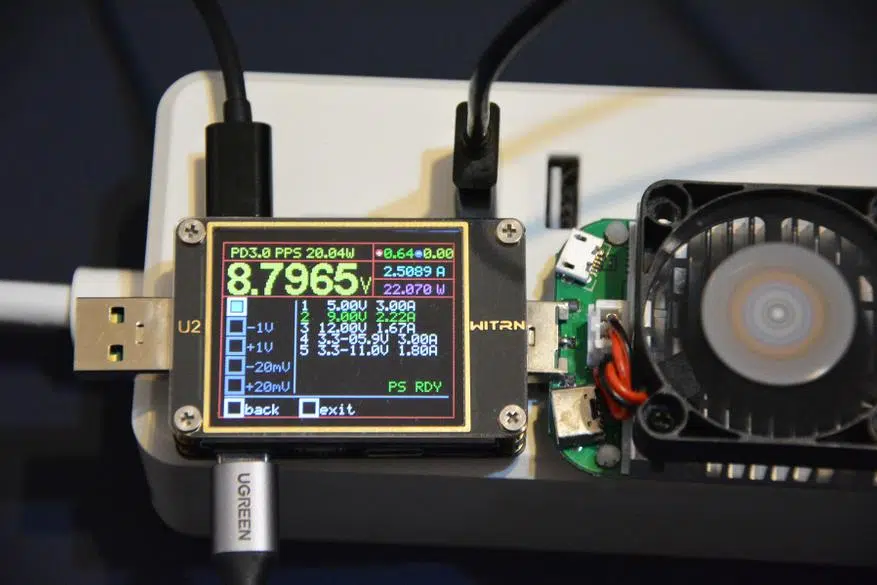 PD3.0 PPS 20.04W
0.64 0.00
8.7965V
2.5089 A
22.070 W
1 5.00V 3.00A
2 9.00V 2.22A
3 12.00V 1.67A
4 3.3-05.9V 3.00A
5 3.3-11.0V 1.80A
-1V
+1V
-20mV
+20mV
PS RDY
back exit
U2
WITRN
UGREEN